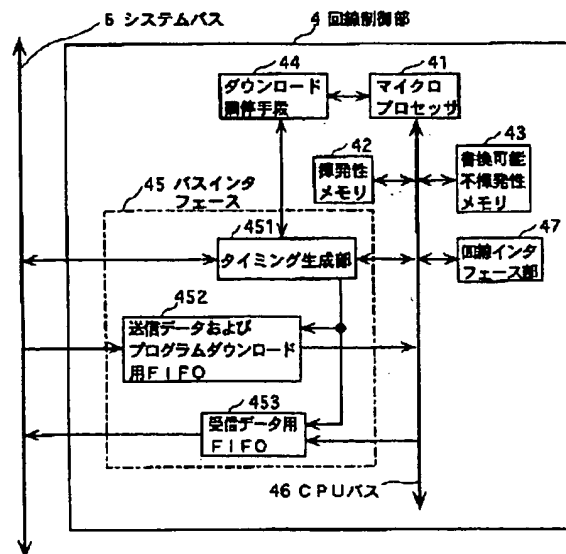 5 システムバス
4 回線制御部
44
ダウンロード
調停手段
41
マイクロ
プロセッサ
42
揮発性
メモリ
43
書換可能
不揮発性
メモリ
45 バスインタ
フェース
451
タイミング生成部
47
回線インタ
フェース部
452
送信データおよび
プログラムダウンロード
用FIFO
453
受信データ用
FIFO
46 CPUバス